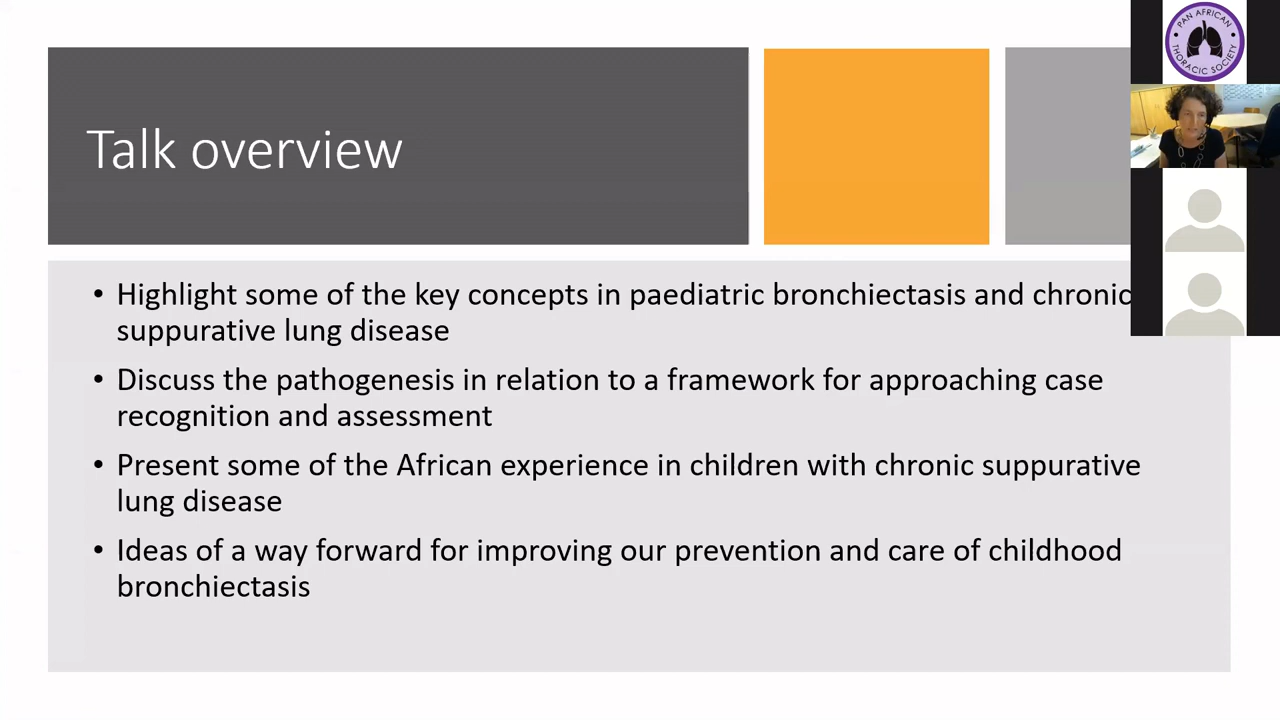 Talk overview
• Highlight some of the key concepts in paediatric bronchiectasis and chronic
suppurative lung disease
• Discuss the pathogenesis in relation to a framework for approaching case
recognition and assessment
• Present some of the African experience in children with chronic suppurative
lung disease
• Ideas of a way forward for improving our prevention and care of childhood
bronchiectasis
PAN AFRICAN
THORACIC SOCIETY